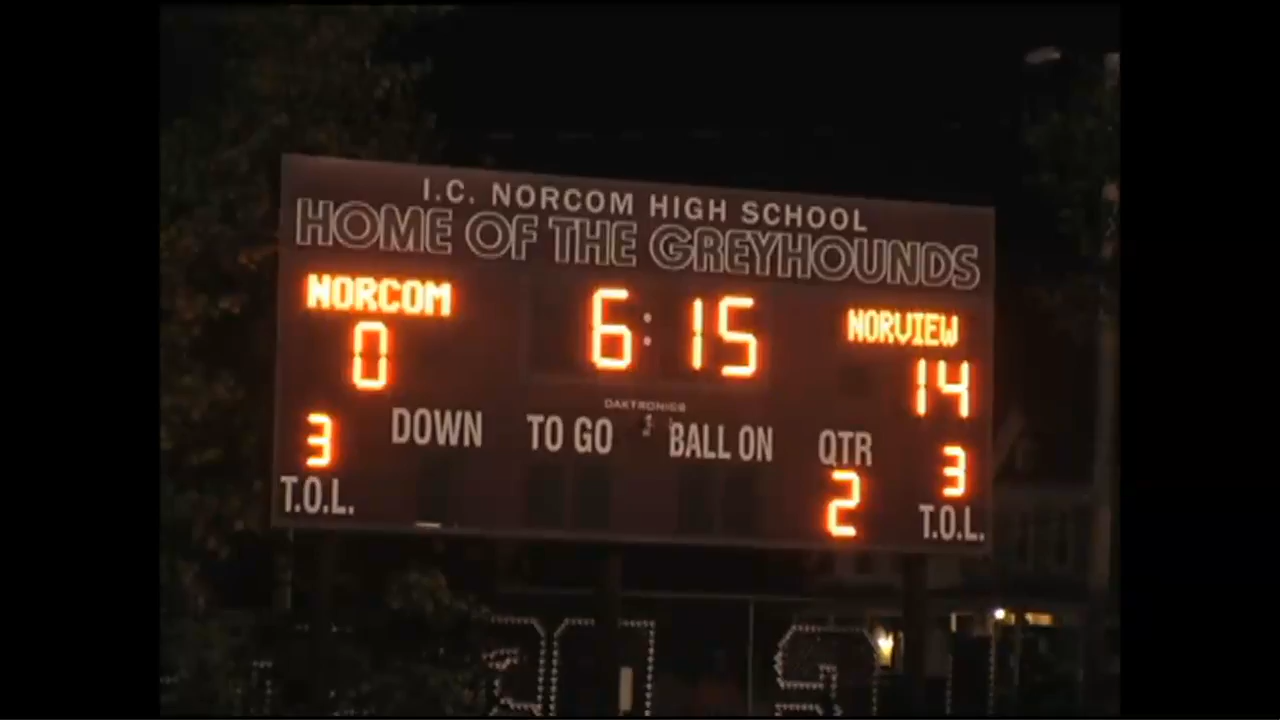 I.C. NORCOM HIGH SCHOOL
HOME OF THE GREYHOUNDS
NORCOM 6:15 NORVIEW
0 14
DAKTRONICS
3 DOWN TO GO BALL ON QTR 3
T.O.L. 2 T.O.L.